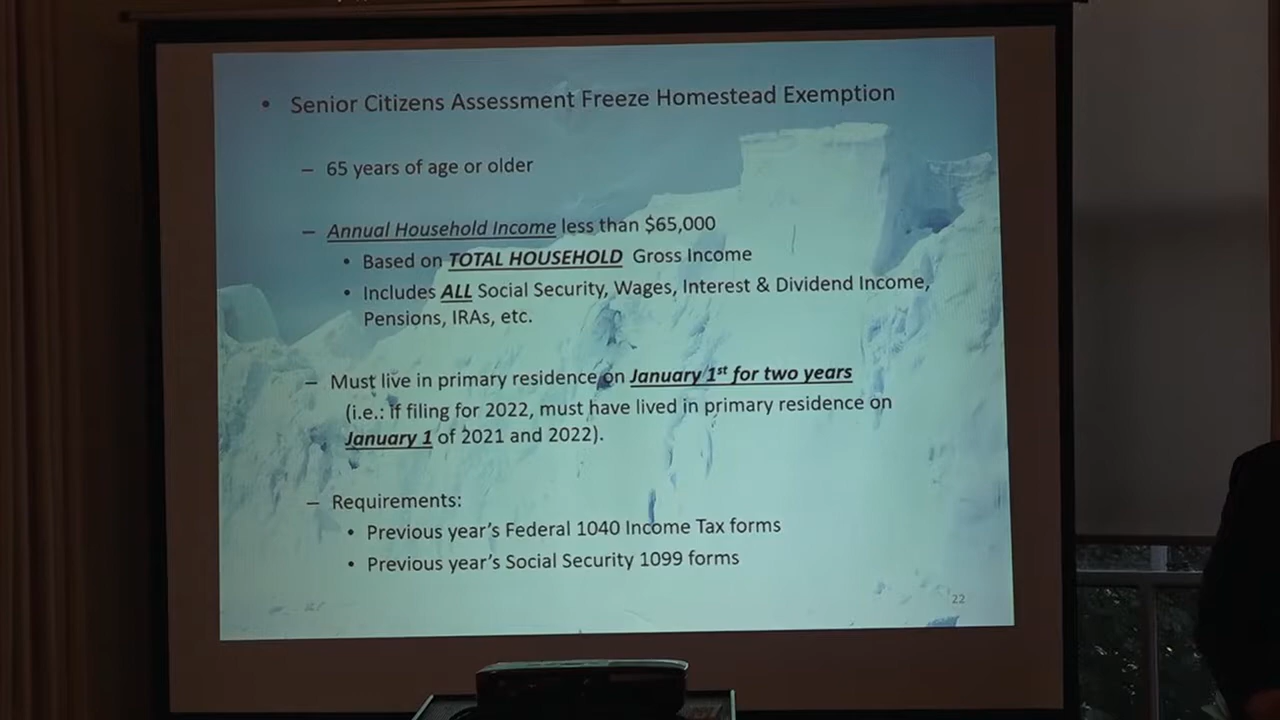 • Senior Citizens Assessment Freeze Homestead Exemption
– 65 years of age or older
– Annual Household Income less than $65,000
• Based on TOTAL HOUSEHOLD Gross Income
• Includes ALL Social Security, Wages, Interest & Dividend Income,
Pensions, IRAs, etc.
– Must live in primary residence on January 1st for two years
(i.e.: If filing for 2022, must have lived in primary residence on
January 1 of 2021 and 2022).
– Requirements:
• Previous year's Federal 1040 Income Tax forms
• Previous year's Social Security 1099 forms
22